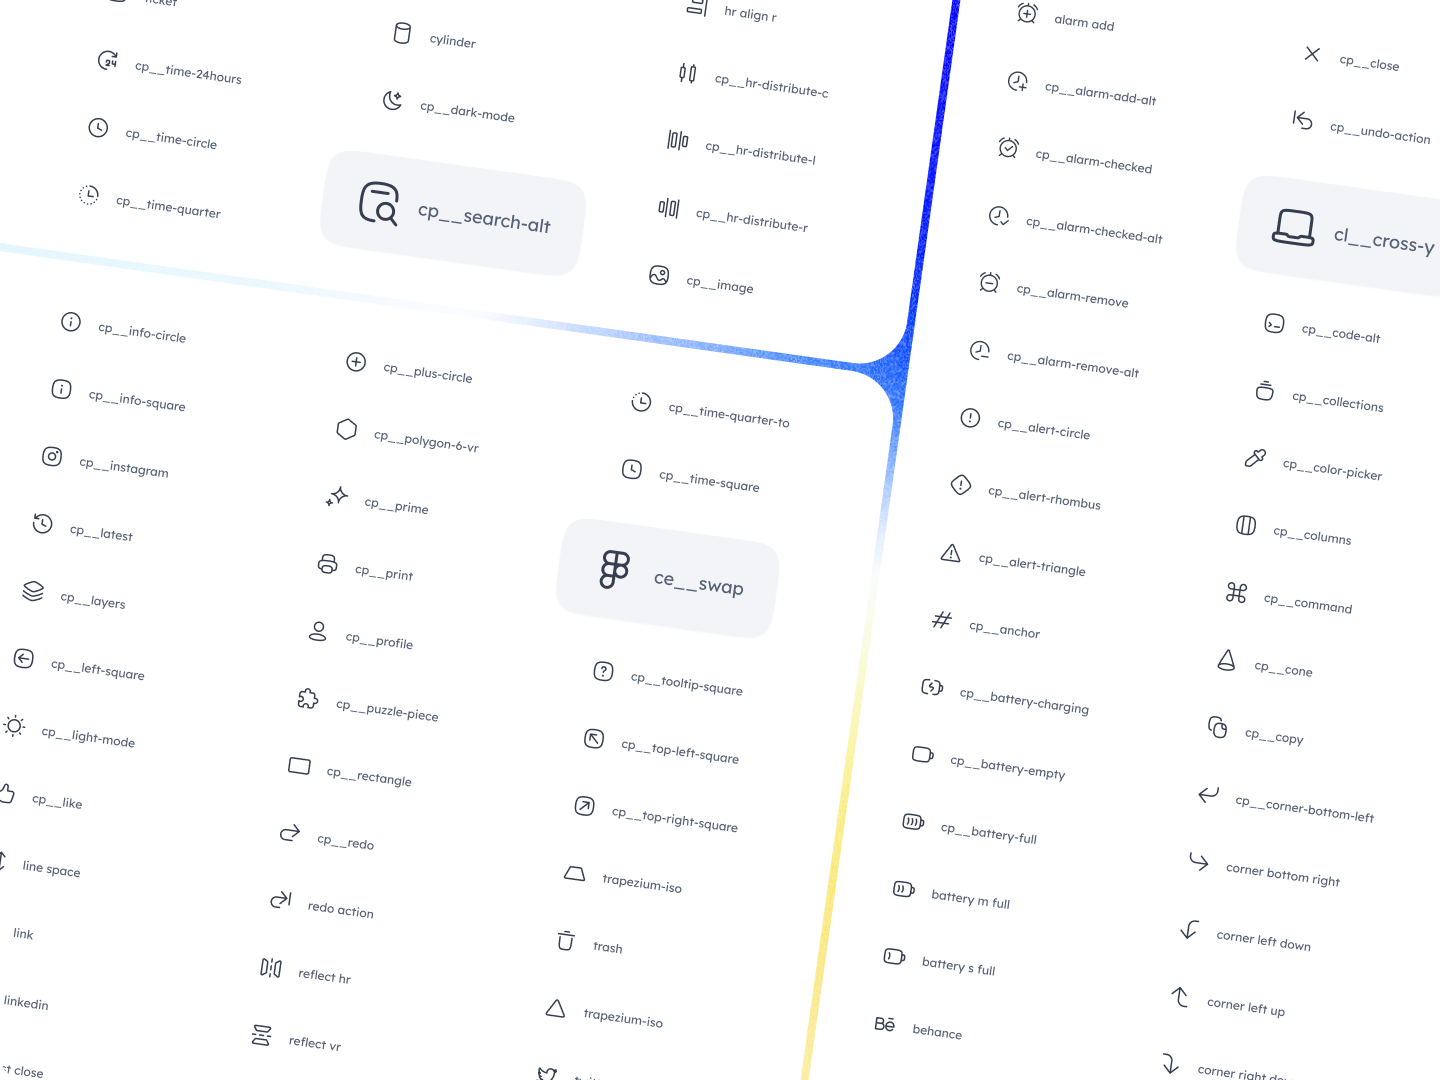 ticket
cp__time-24hours
cp__time-circle
cp__time-quarter
cylinder
cp__dark-mode
cp__search-alt
hr align r
cp__hr-distribute-c
cp__hr-distribute-l
cp__hr-distribute-r
cp__image
cp__info-circle
cp__info-square
cp__instagram
cp__latest
cp__layers
cp__left-square
cp__light-mode
cp__like
line space
link
linkedin
close
cp__plus-circle
cp__polygon-6-vr
cp__prime
cp__print
cp__profile
cp__puzzle-piece
cp__rectangle
cp__redo
redo action
reflect hr
reflect vr
cp__time-quarter-to
cp__time-square
ce__swap
cp__tooltip-square
cp__top-left-square
cp__top-right-square
trapezium-iso
trash
trapezium-iso
alarm add
cp__alarm-add-alt
cp__alarm-checked
cp__alarm-checked-alt
cp__alarm-remove
cp__alarm-remove-alt
cp__alert-circle
cp__alert-rhombus
cp__alert-triangle
cp__anchor
cp__battery-charging
cp__battery-empty
cp__battery-full
battery m full
battery s full
behance
cp__close
cp__undo-action
cl__cross-y
cp__code-alt
cp__collections
cp__color-picker
cp__columns
cp__command
cp__cone
cp__copy
cp__corner-bottom-left
corner bottom right
corner left down
corner left up
corner right